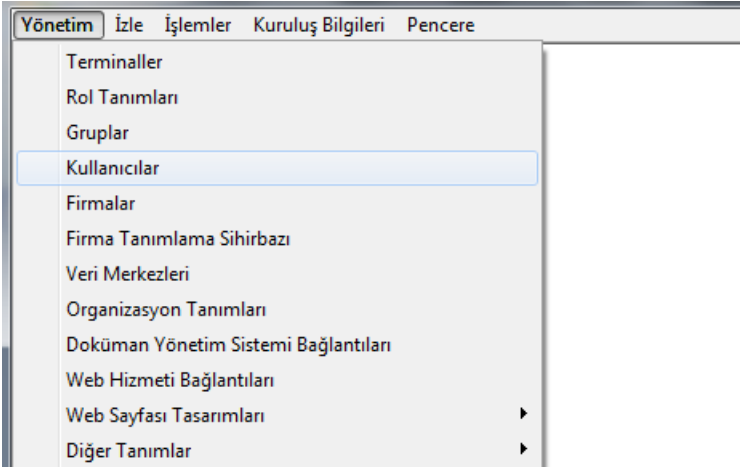 Yönetim İzle İşlemler Kuruluş Bilgileri Pencere
Terminaller
Rol Tanımları
Gruplar
Kullanıcılar
Firmalar
Firma Tanımlama Sihirbazı
Veri Merkezleri
Organizasyon Tanımları
Doküman Yönetim Sistemi Bağlantıları
Web Hizmeti Bağlantıları
Web Sayfası Tasarımları
Diğer Tanımlar